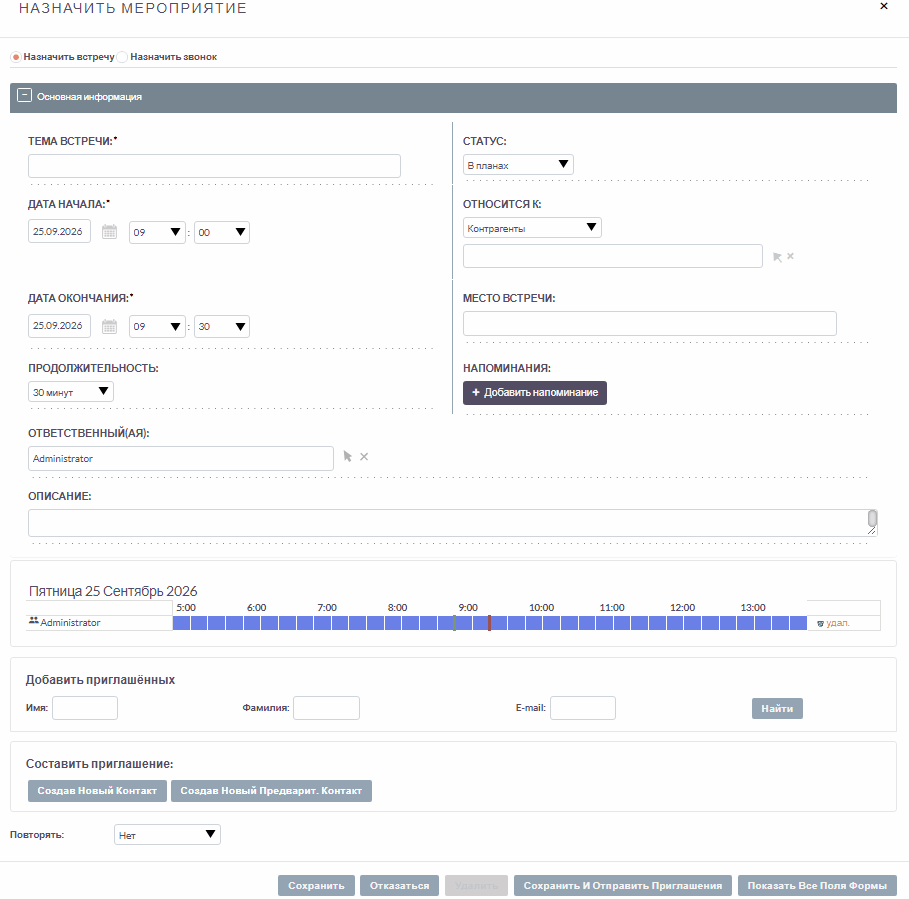 НАЗНАЧИТЬ МЕРОПРИЯТИЕ
Назначить встречу Назначить звонок
Основная информация
ТЕМА ВСТРЕЧИ:*
СТАТУС:
В планах
ДАТА НАЧАЛА:*
25.09.2026 09 : 00
ОТНОСИТСЯ К:
Контрагенты
ДАТА ОКОНЧАНИЯ:*
25.09.2026 09 : 30
МЕСТО ВСТРЕЧИ:
ПРОДОЛЖИТЕЛЬНОСТЬ:
30 минут
НАПОМИНАНИЯ:
+ Добавить напоминание
ОТВЕТСТВЕННЫЙ(АЯ):
Administrator
ОПИСАНИЕ:
Пятница 25 Сентябрь 2026
5:00 6:00 7:00 8:00 9:00 10:00 11:00 12:00 13:00
Administrator удал.
Добавить приглашённых
Имя: Фамилия: E-mail: Найти
Составить приглашение:
Создав Новый Контакт Создав Новый Предварит. Контакт
Повторять: Нет
Сохранить Отказаться Удалить Сохранить И Отправить Приглашения Показать Все Поля Формы